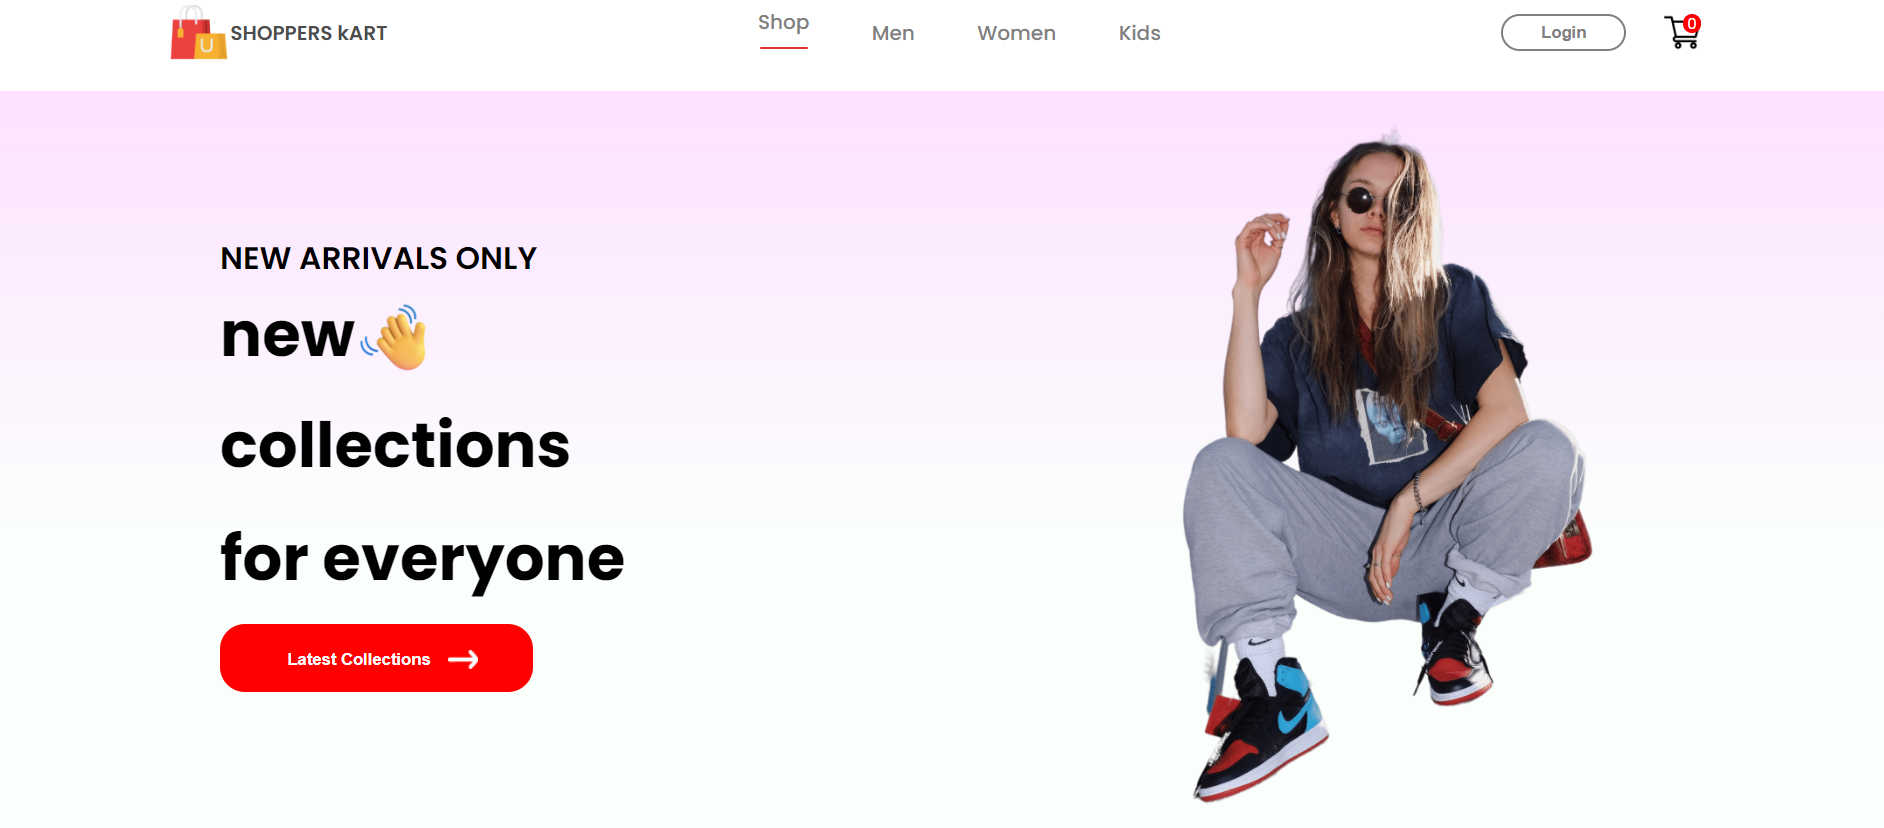 SHOPPERS kART
Shop
Men
Women
Kids
Login
0
NEW ARRIVALS ONLY
new
collections
for everyone
Latest Collections